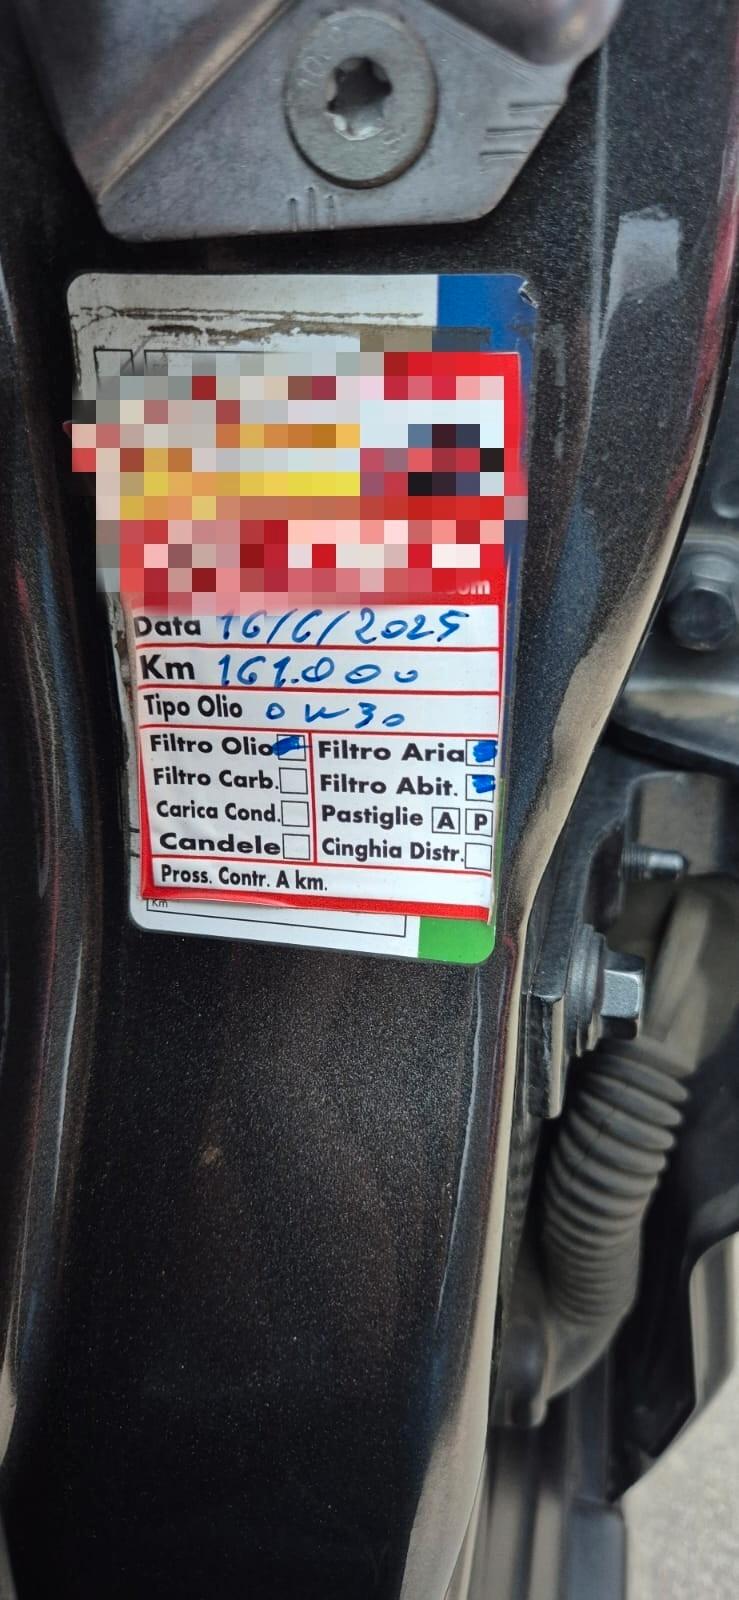 om
Data 16/6/2025
Km 161.000
Tipo Olio 0W30
Filtro Olio Filtro Aria
Filtro Carb. Filtro Abit.
Carica Cond. Pastiglie A P
Candele Cinghia Distr.
Pross. Contr. A km.
Km